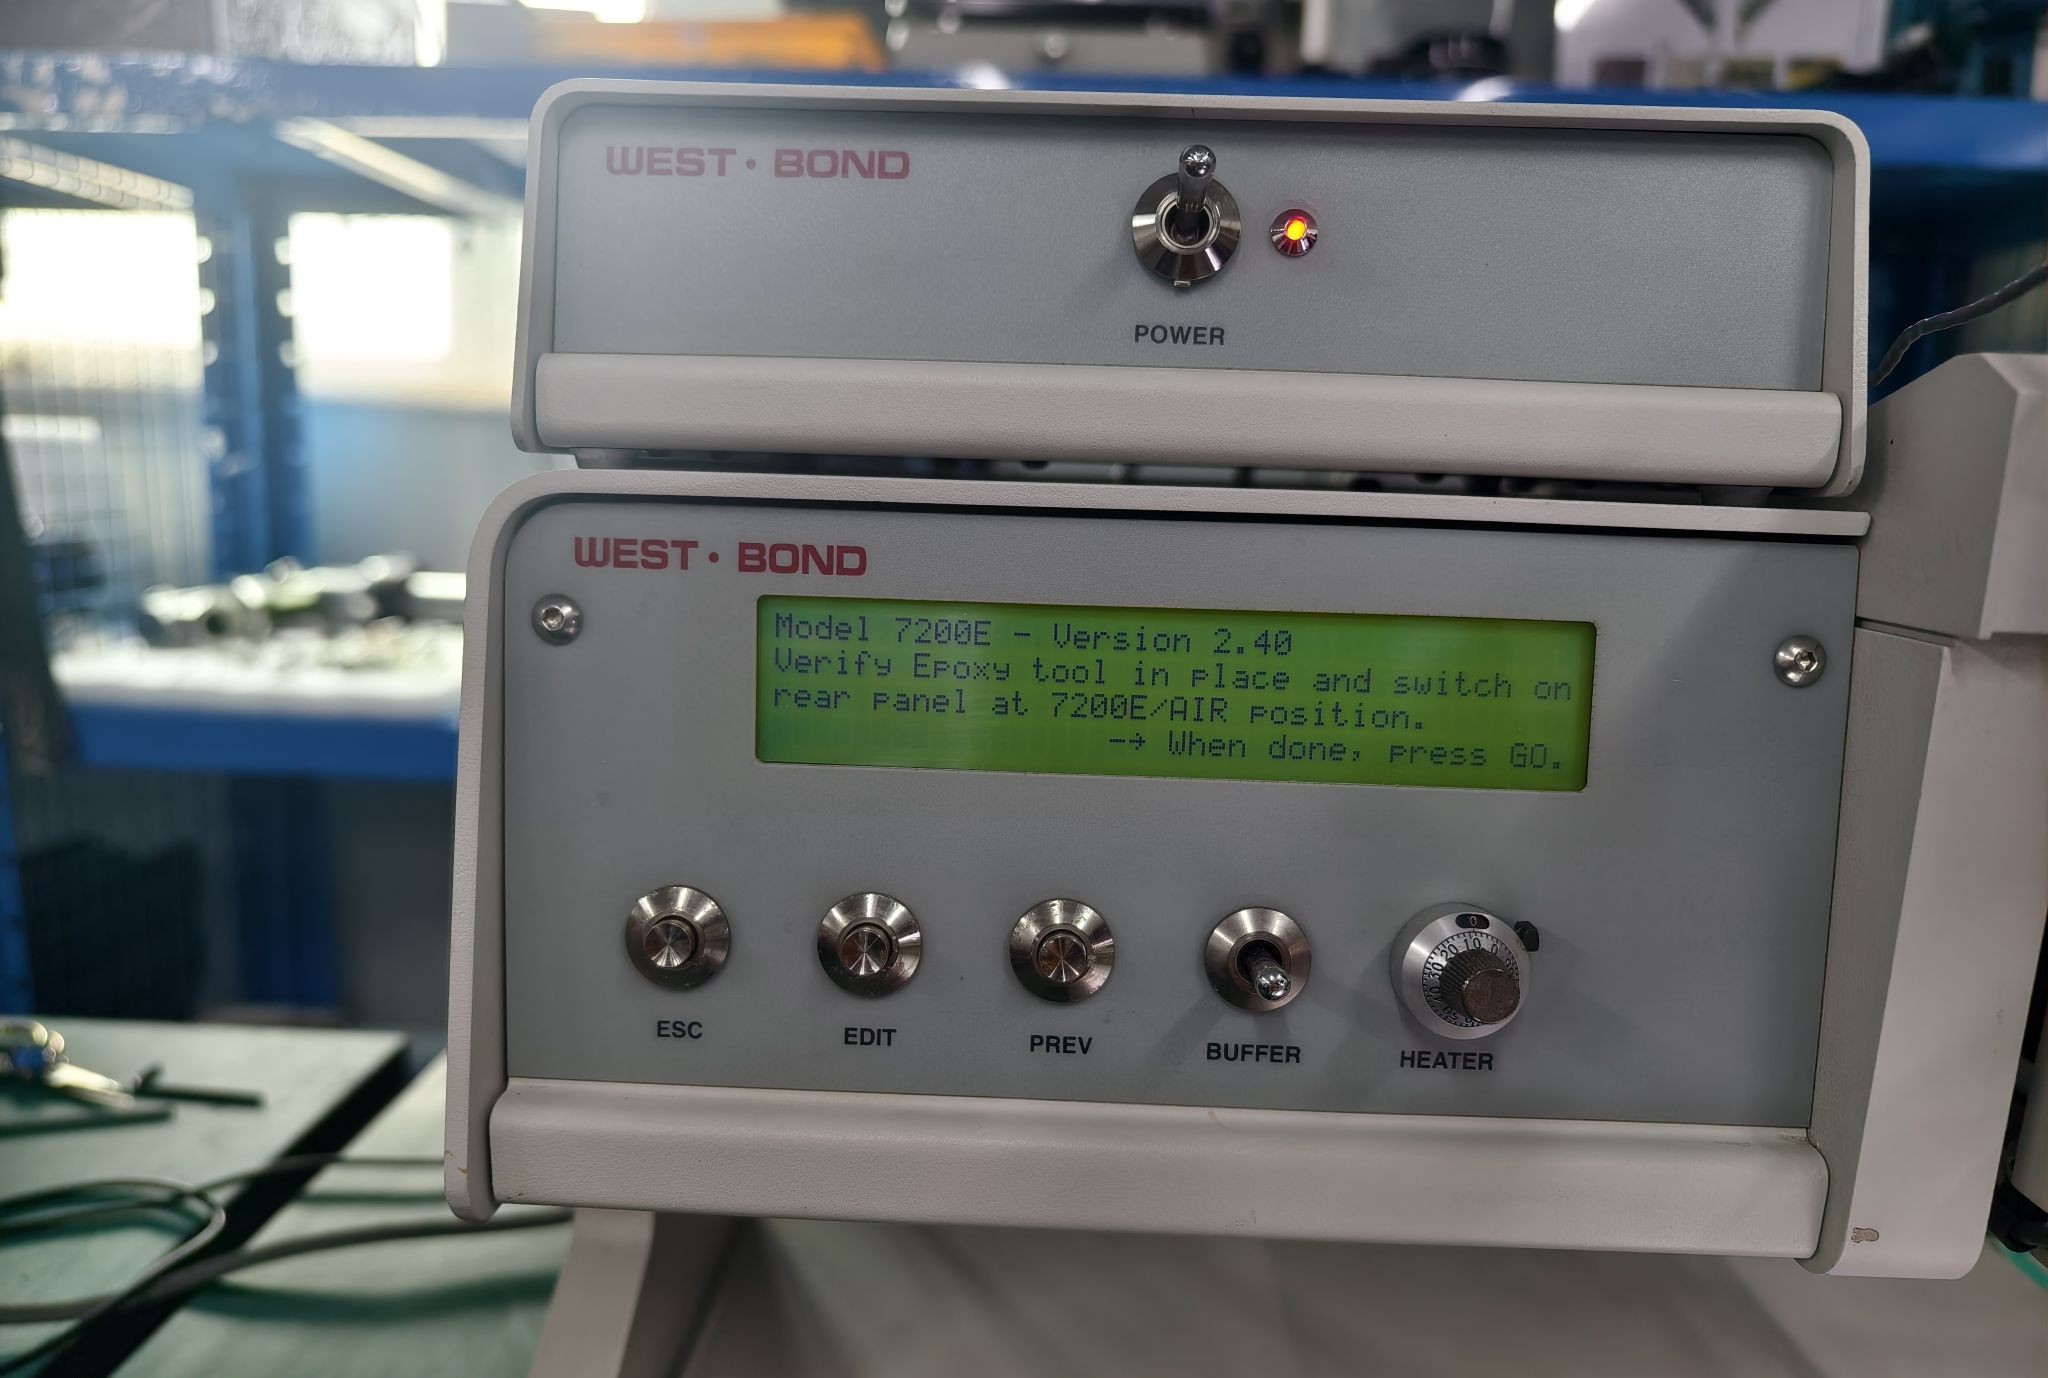 WEST · BOND
POWER
WEST · BOND
Model 7200E - Version 2.40
Verify Epoxy tool in place and switch on
rear panel at 7200E/AIR position.
-→ When done, press GO.
ESC
EDIT
PREV
BUFFER
HEATER